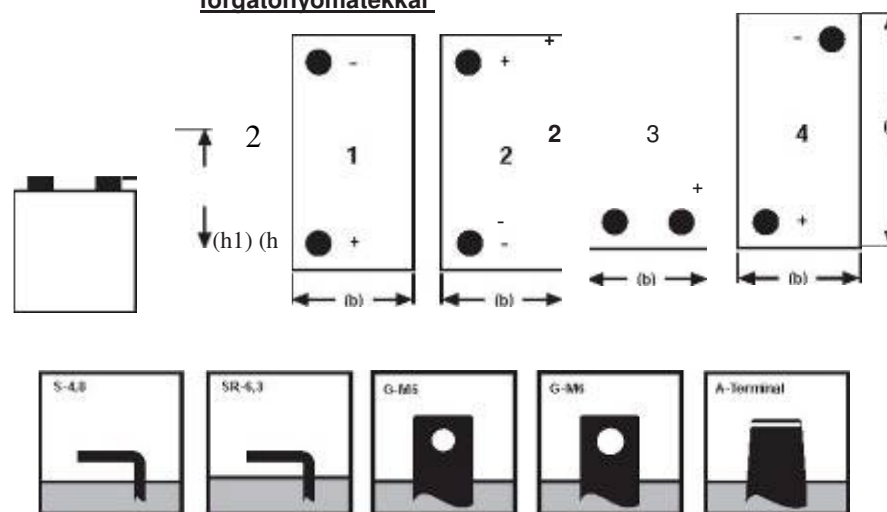 forgatónyomatékkal
2
(h1) (h
-
1
+
(b)
+
+
2
2
-
-
(b)
3
+
(b)
-
4
+
(b)
S-4,8
SR-6,3
G-M5
G-M6
A-Terminal